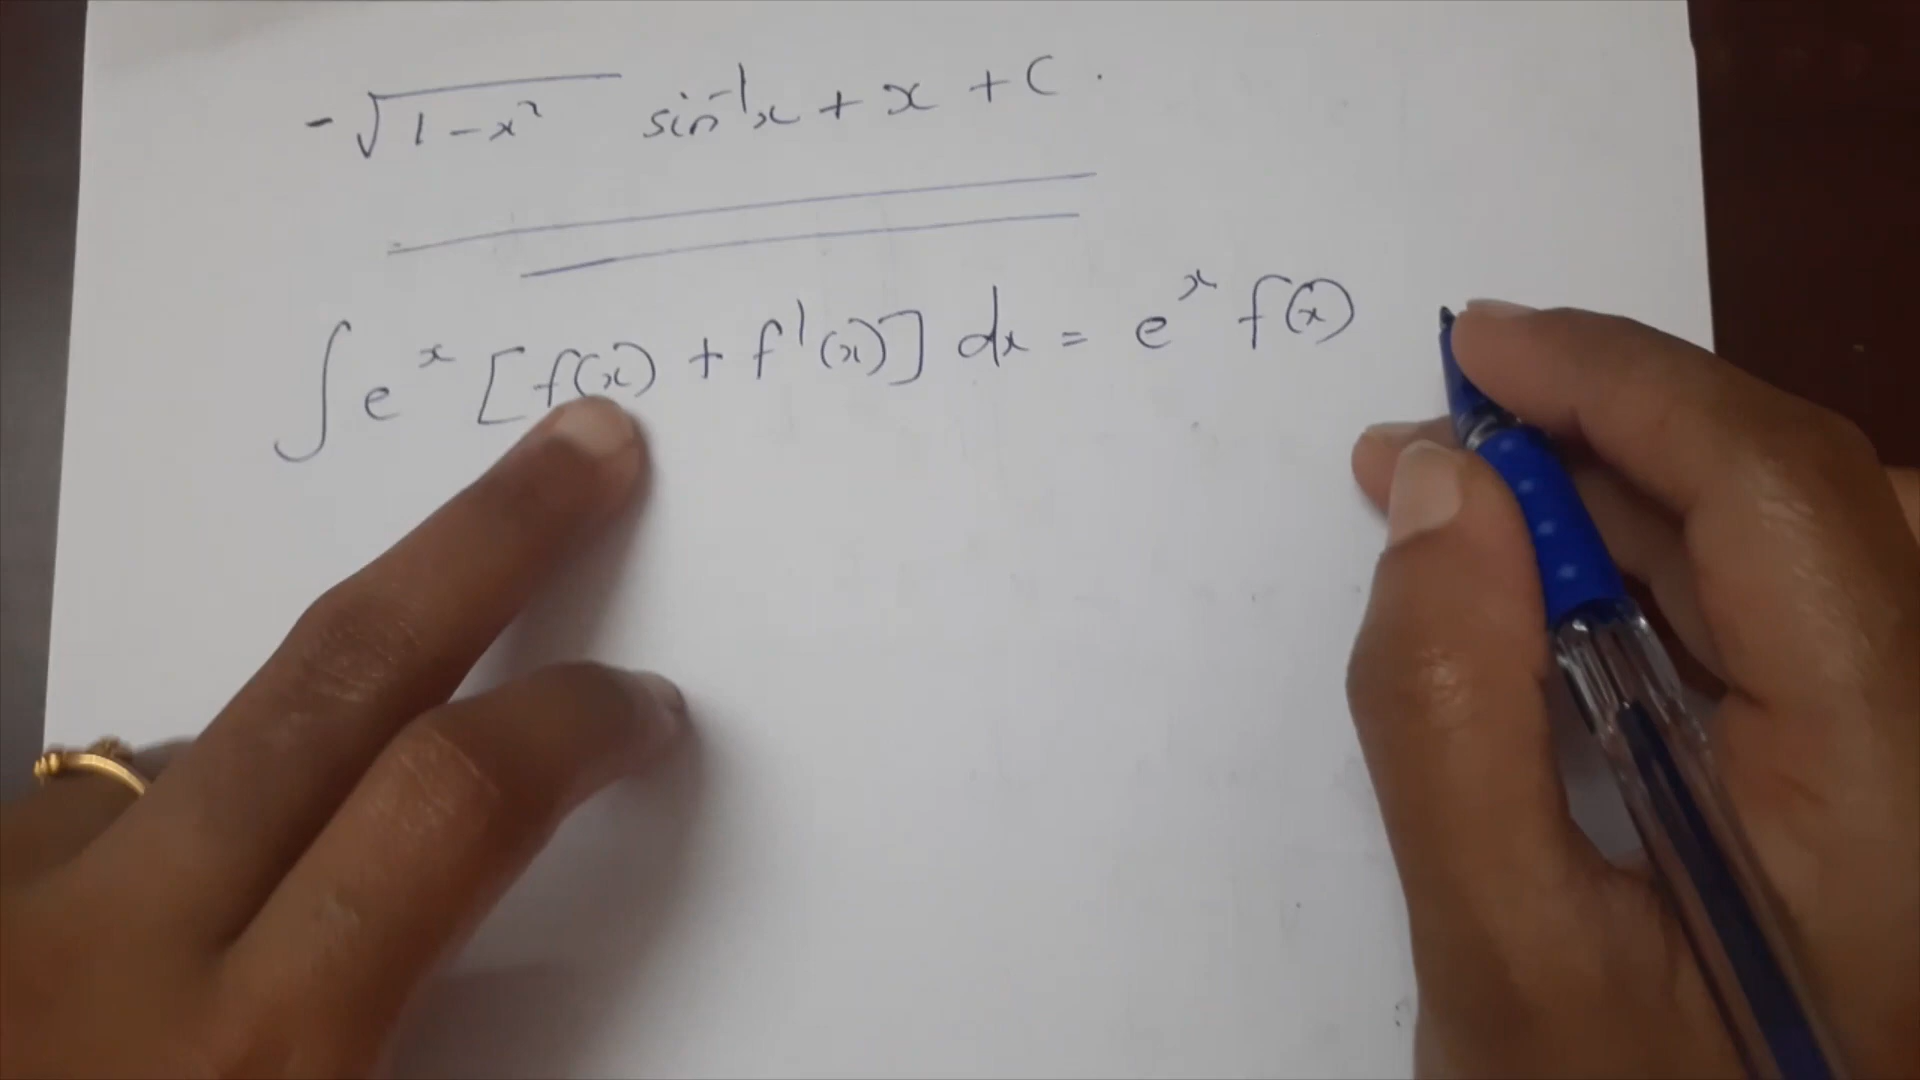 -√(1-x²) sin⁻¹x + x + C.
∫ eˣ [f(x) + f'(x)] dx = eˣ f(x)